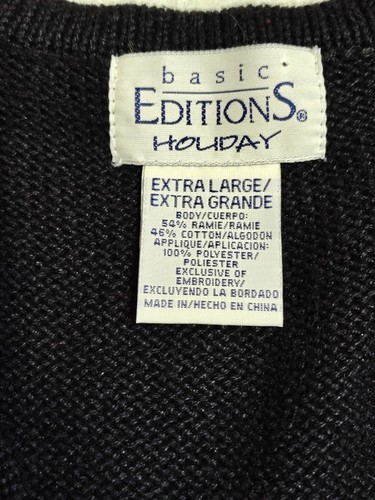 basic
EDITIONS®
HOLIDAY
EXTRA LARGE/
EXTRA GRANDE
BODY/CUERPO:
54% RAMIE/RAMIE
46% COTTON/ALGODON
APPLIQUE/APLICACION:
100% POLYESTER/
POLIESTER
EXCLUSIVE OF
EMBROIDERY/
EXCLUYENDO LA BORDADO
MADE IN/HECHO EN CHINA